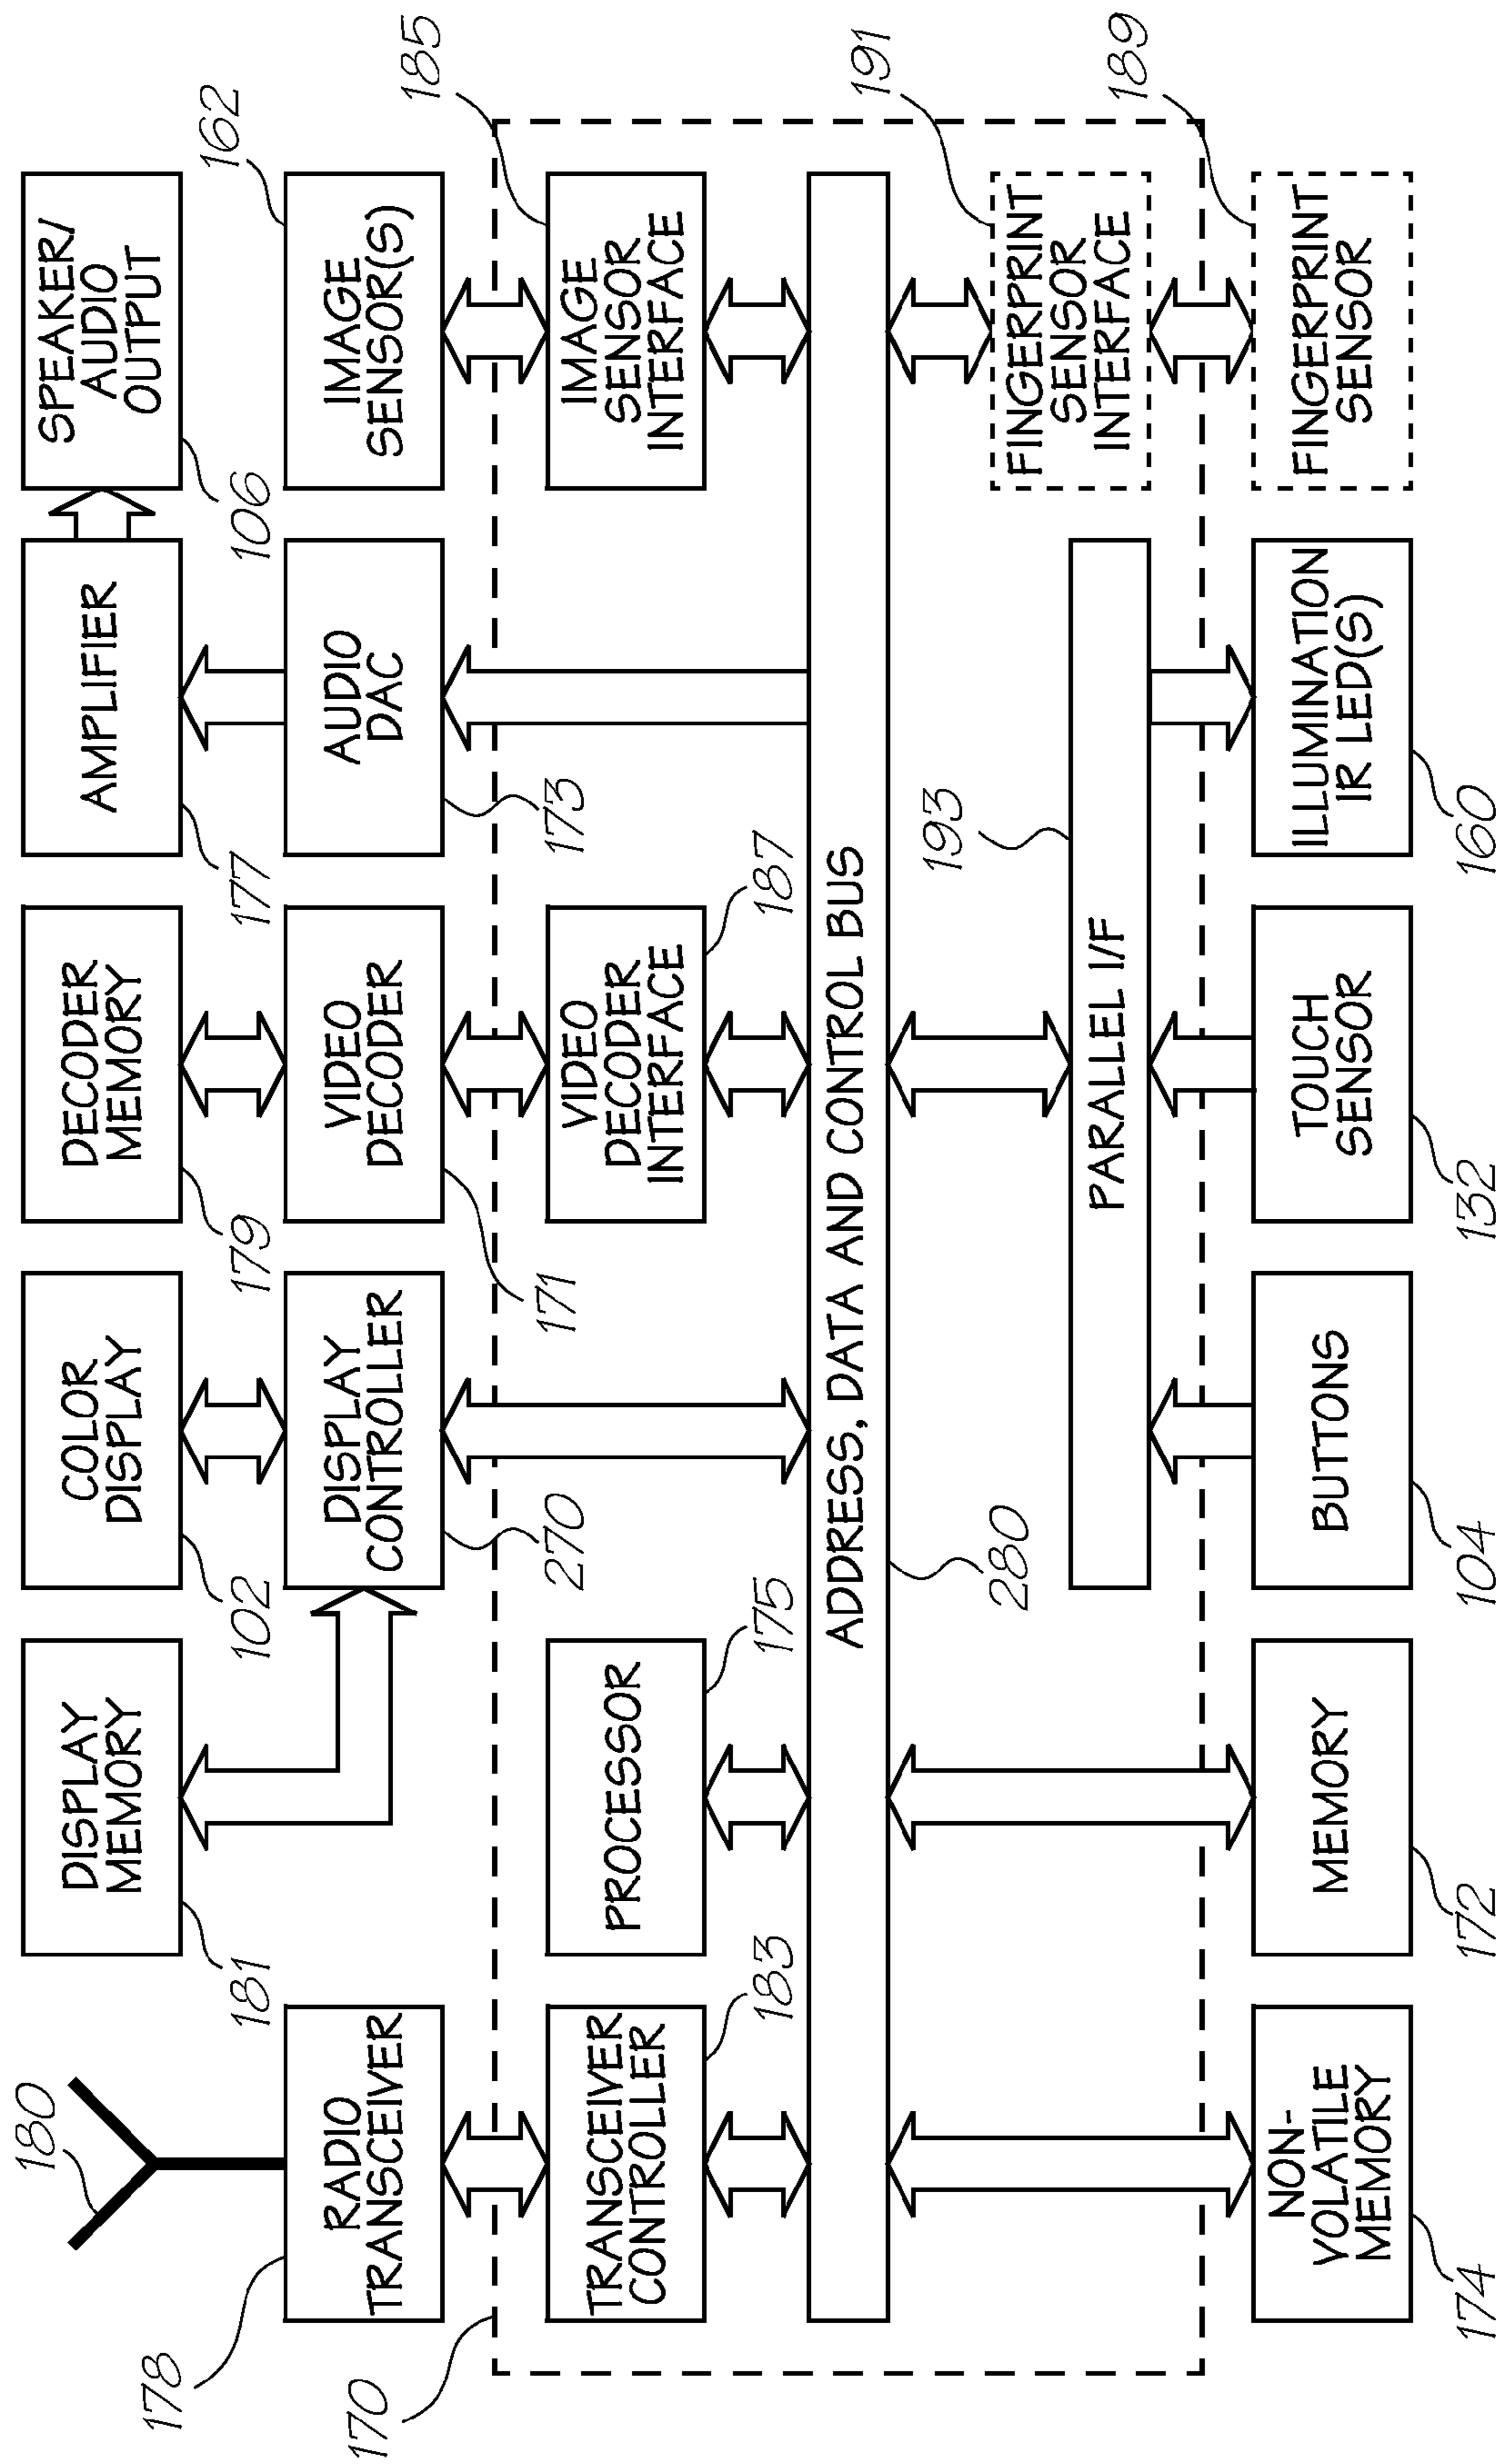 180
178
170
RADIO
TRANSCEIVER
TRANSCEIVER
CONTROLLER
183
NON-
VOLATILE
MEMORY
174
DISPLAY
MEMORY
181
PROCESSOR
175
MEMORY
172
COLOR
DISPLAY
102
DISPLAY
CONTROLLER
270
ADDRESS, DATA AND CONTROL BUS
280
BUTTONS
104
DECODER
MEMORY
179
VIDEO
DECODER
171
VIDEO
DECODER
INTERFACE
187
PARALLEL I/F
193
TOUCH
SENSOR
132
AMPLIFIER
177
AUDIO
DAC
173
ILLUMINATION
IR LED(S)
160
SPEAKER/
AUDIO
OUTPUT
106
IMAGE
SENSOR(S)
162
IMAGE
SENSOR
INTERFACE
185
FINGERPRINT
SENSOR
INTERFACE
191
FINGERPRINT
SENSOR
189